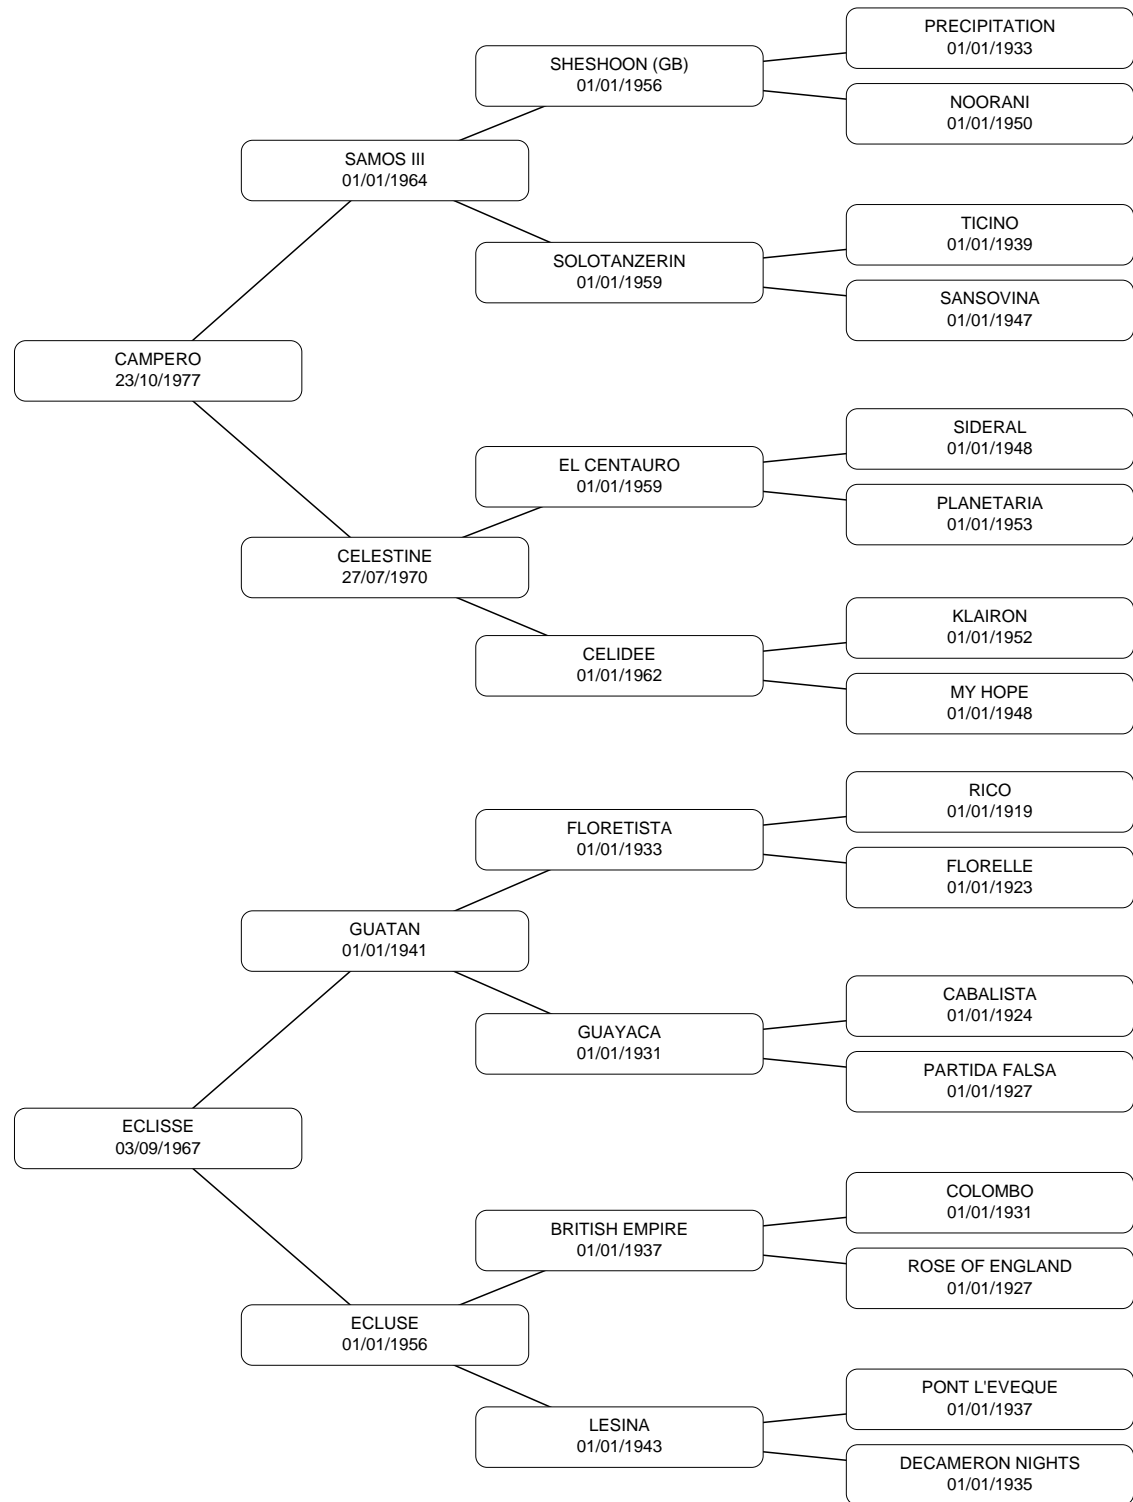 PRECIPITATION
01/01/1933
SHESHOON (GB)
01/01/1956
NOORANI
01/01/1950
SAMOS III
01/01/1964
TICINO
01/01/1939
SOLOTANZERIN
01/01/1959
SANSOVINA
01/01/1947
CAMPERO
23/10/1977
SIDERAL
01/01/1948
EL CENTAURO
01/01/1959
PLANETARIA
01/01/1953
CELESTINE
27/07/1970
KLAIRON
01/01/1952
CELIDEE
01/01/1962
MY HOPE
01/01/1948
RICO
01/01/1919
FLORETISTA
01/01/1933
FLORELLE
01/01/1923
GUATAN
01/01/1941
CABALISTA
01/01/1924
GUAYACA
01/01/1931
PARTIDA FALSA
01/01/1927
ECLISSE
03/09/1967
COLOMBO
01/01/1931
BRITISH EMPIRE
01/01/1937
ROSE OF ENGLAND
01/01/1927
ECLUSE
01/01/1956
PONT L'EVEQUE
01/01/1937
LESINA
01/01/1943
DECAMERON NIGHTS
01/01/1935